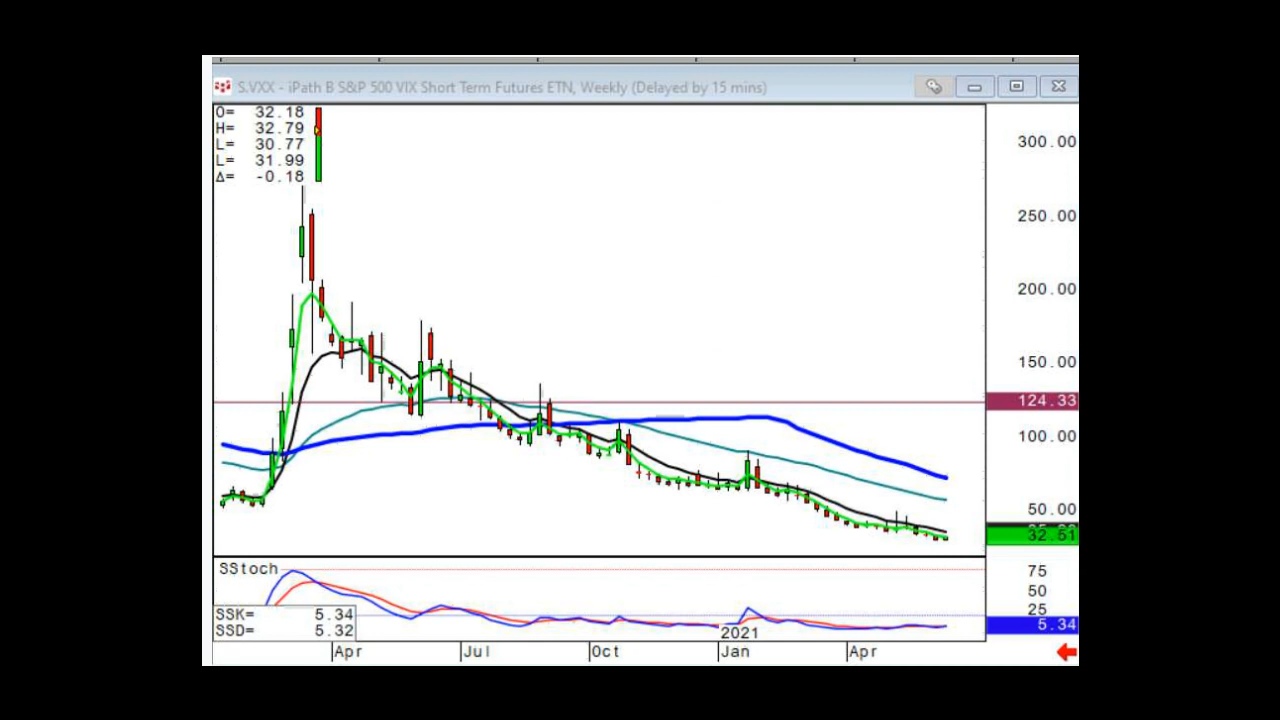 S.VXX - iPath B S&P 500 VIX Short Term Futures ETN, Weekly (Delayed by 15 mins)
O= 32.18
H= 32.79
L= 30.77
L= 31.99
Δ= -0.18
300.00
250.00
200.00
150.00
124.33
100.00
50.00
32.51
SStoch
75
50
25
SSK= 5.34
5.34
SSD= 5.32
2021
Apr Jul Oct Jan Apr